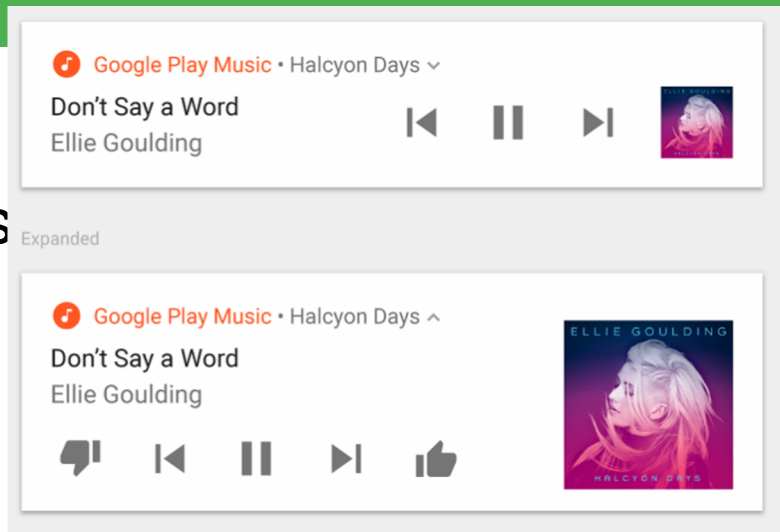 Google Play Music • Halcyon Days
Don't Say a Word
Ellie Goulding
ELLIE GOULDING
HALCYON DAYS
s
Expanded
Google Play Music • Halcyon Days
Don't Say a Word
Ellie Goulding
ELLIE GOULDING
HALCYON DAYS